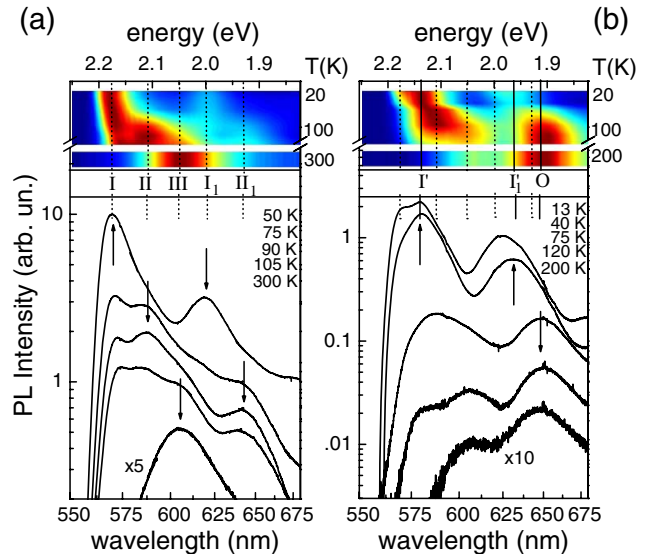 (a) energy (eV) energy (eV) (b)
2.2 2.1 2.0 1.9 T(K) 2.2 2.1 2.0 1.9 T(K)
20 20
100 100
300 200
I II III I₁ II₁ I' I'₁ O
10 1 0.1 .01
1
PL Intensity (arb. un.)
50 K
75 K
90 K
105 K
300 K
13 K
40 K
75 K
120 K
200 K
x5 x10
550 575 600 625 650 675 550 575 600 625 650 675
wavelength (nm) wavelength (nm)